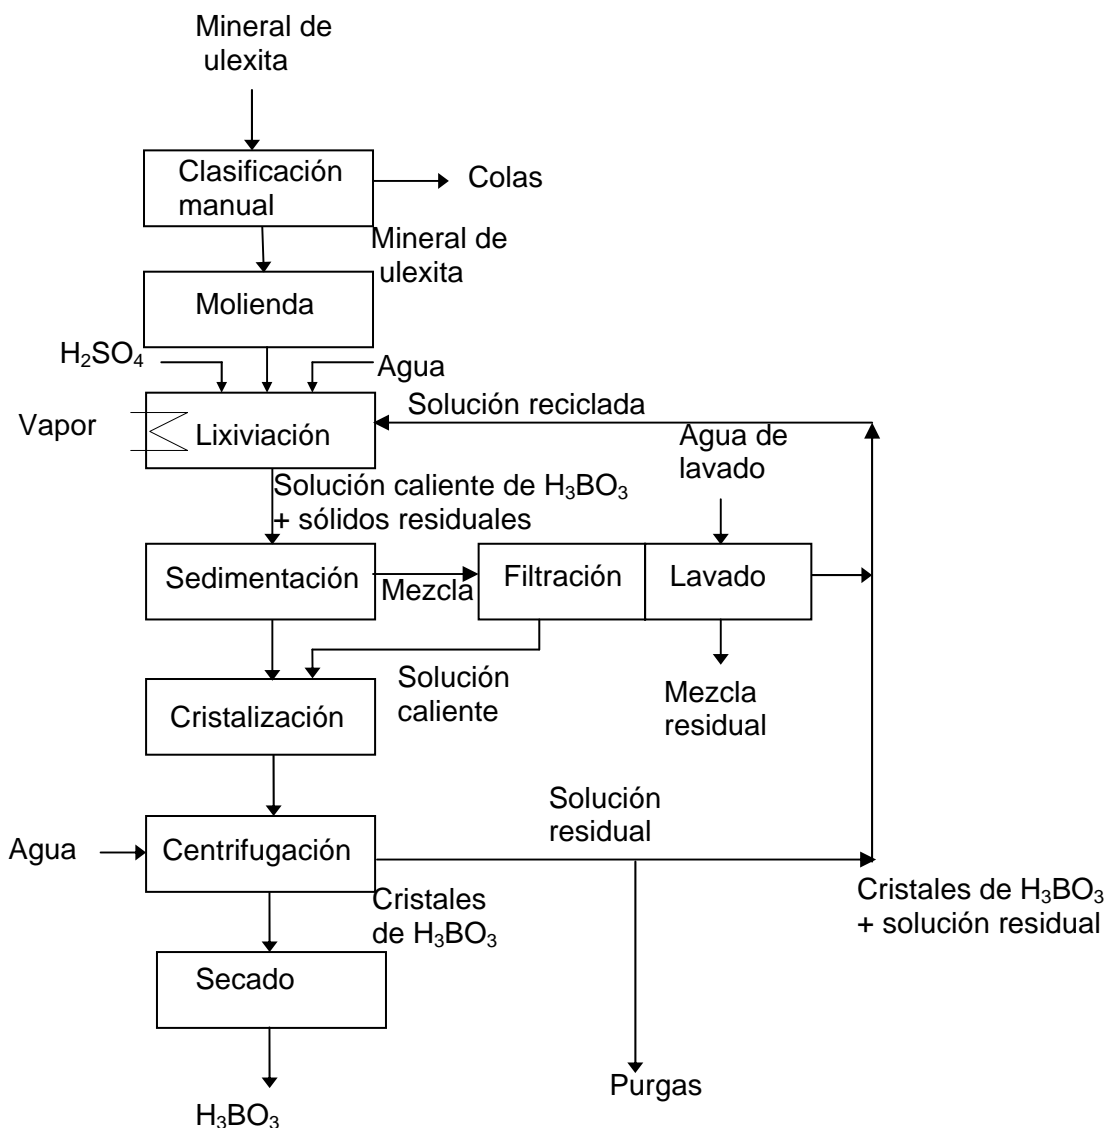 Mineral de
ulexita
Clasificación
manual
Colas
Mineral de
ulexita
Molienda
H₂SO₄
Agua
Solución reciclada
Vapor
Lixiviación
Agua de
lavado
Solución caliente de H₃BO₃
+ sólidos residuales
Sedimentación
Mezcla
Filtración
Lavado
Solución
caliente
Mezcla
residual
Cristalización
Solución
residual
Agua
Centrifugación
Cristales
de H₃BO₃
Cristales de H₃BO₃
+ solución residual
Secado
Purgas
H₃BO₃